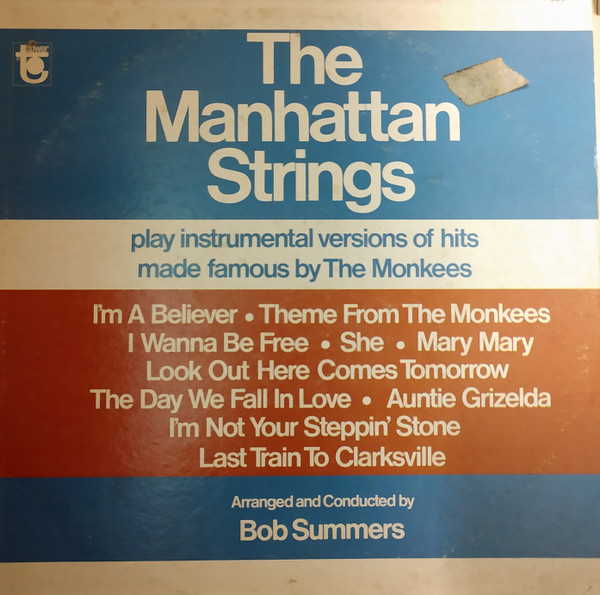 The
Manhattan
Strings
play instrumental versions of hits
made famous by The Monkees
I'm A Believer • Theme From The Monkees
I Wanna Be Free • She • Mary Mary
Look Out Here Comes Tomorrow
The Day We Fall In Love • Auntie Grizelda
I'm Not Your Steppin' Stone
Last Train To Clarksville
Arranged and Conducted by
Bob Summers